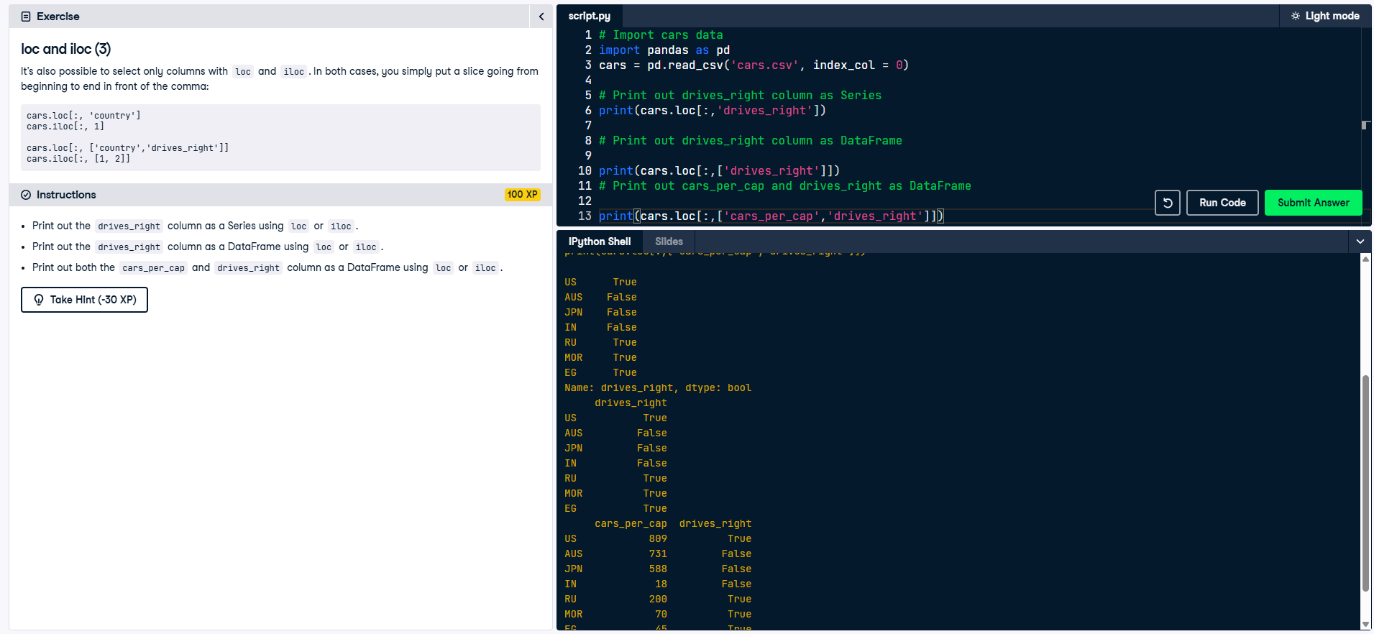 Exercise
loc and iloc (3)
It's also possible to select only columns with loc and iloc. In both cases, you simply put a slice going from
beginning to end in front of the comma:
cars.loc[:, 'country']
cars.iloc[:, 1]
cars.loc[:, ['country','drives_right']]
cars.iloc[:, [1, 2]]
Instructions
100 XP
• Print out the drives_right column as a Series using loc or iloc.
• Print out the drives_right column as a DataFrame using loc or iloc.
• Print out both the cars_per_cap and drives_right column as a DataFrame using loc or iloc.
Take Hint (-30 XP)
script.py
Light mode
1 # Import cars data
2 import pandas as pd
3 cars = pd.read_csv('cars.csv', index_col = 0)
4
5 # Print out drives_right column as Series
6 print(cars.loc[:,'drives_right'])
7
8 # Print out drives_right column as DataFrame
9
10 print(cars.loc[:,['drives_right']])
11 # Print out cars_per_cap and drives_right as DataFrame
12
13 print(cars.loc[:,['cars_per_cap','drives_right']])
Run Code
Submit Answer
IPython Shell
Slides
print(cars.loc[:,['cars_per_cap','drives_right']])
US True
AUS False
JPN False
IN False
RU True
MOR True
EG True
Name: drives_right, dtype: bool
drives_right
US True
AUS False
JPN False
IN False
RU True
MOR True
EG True
cars_per_cap drives_right
US 809 True
AUS 731 False
JPN 588 False
IN 18 False
RU 200 True
MOR 70 True
EG 45 True